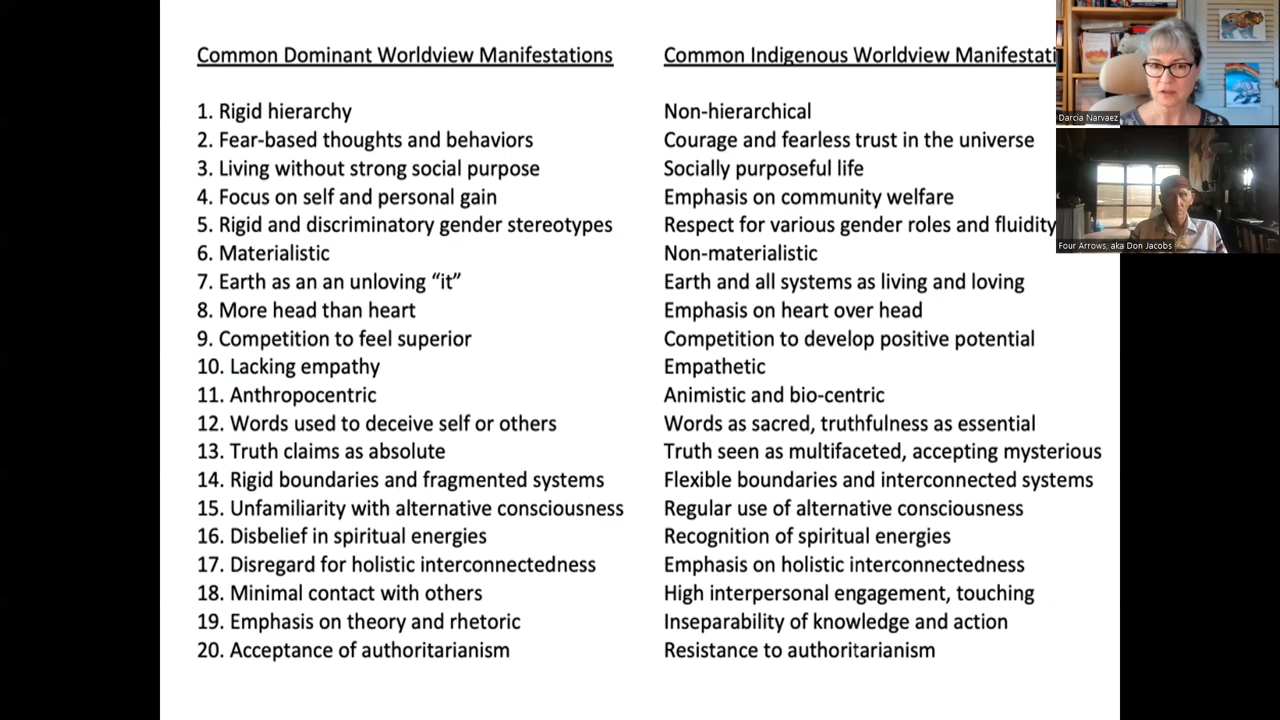 Common Dominant Worldview Manifestations
1. Rigid hierarchy
2. Fear-based thoughts and behaviors
3. Living without strong social purpose
4. Focus on self and personal gain
5. Rigid and discriminatory gender stereotypes
6. Materialistic
7. Earth as an an unloving “it”
8. More head than heart
9. Competition to feel superior
10. Lacking empathy
11. Anthropocentric
12. Words used to deceive self or others
13. Truth claims as absolute
14. Rigid boundaries and fragmented systems
15. Unfamiliarity with alternative consciousness
16. Disbelief in spiritual energies
17. Disregard for holistic interconnectedness
18. Minimal contact with others
19. Emphasis on theory and rhetoric
20. Acceptance of authoritarianism
Common Indigenous Worldview Manifestati
Non-hierarchical
Courage and fearless trust in the universe
Socially purposeful life
Emphasis on community welfare
Respect for various gender roles and fluidity
Non-materialistic
Earth and all systems as living and loving
Emphasis on heart over head
Competition to develop positive potential
Empathetic
Animistic and bio-centric
Words as sacred, truthfulness as essential
Truth seen as multifaceted, accepting mysterious
Flexible boundaries and interconnected systems
Regular use of alternative consciousness
Recognition of spiritual energies
Emphasis on holistic interconnectedness
High interpersonal engagement, touching
Inseparability of knowledge and action
Resistance to authoritarianism
Darcia Narvaez
Four Arrows, aka Don Jacobs